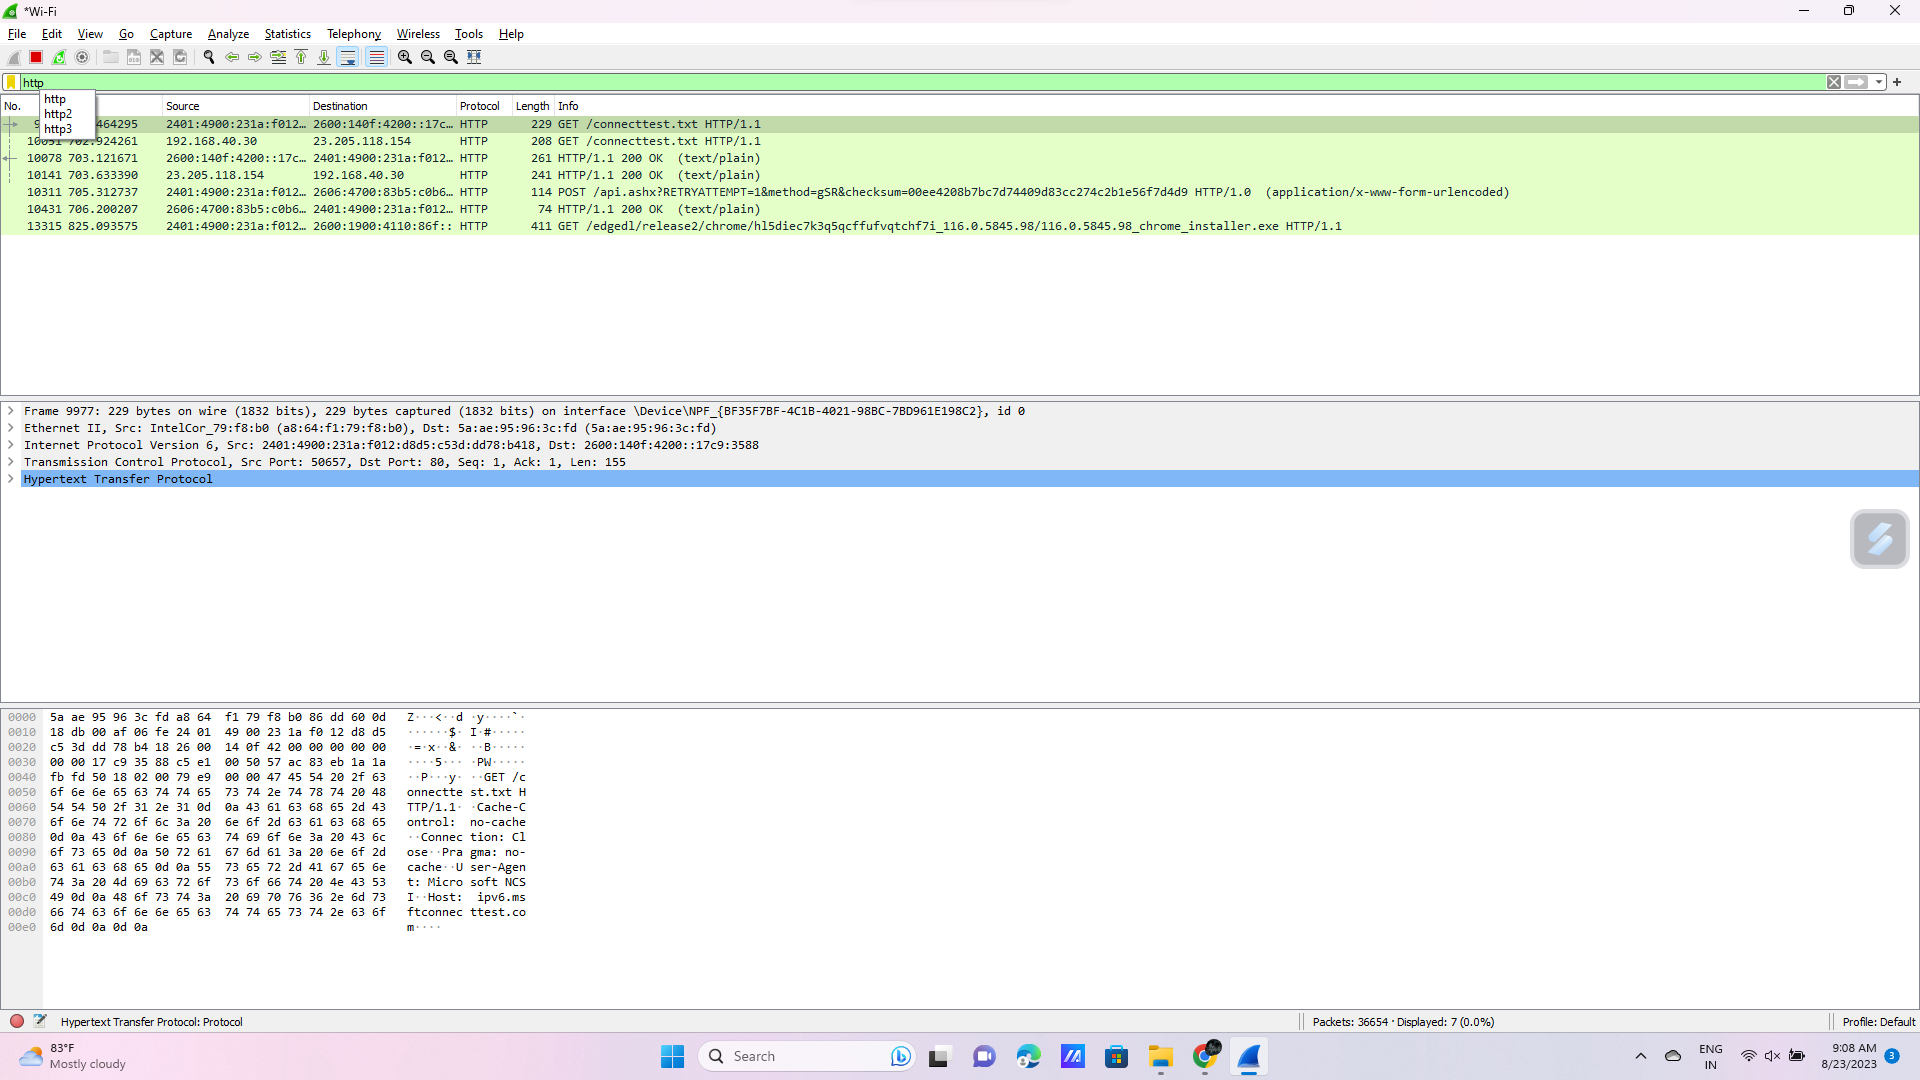 *Wi-Fi
File Edit View Go Capture Analyze Statistics Telephony Wireless Tools Help
http
http
http2
http3
No. Source Destination Protocol Length Info
464295 2401:4900:231a:f012… 2600:140f:4200::17c… HTTP 229 GET /connecttest.txt HTTP/1.1
10051 702.924261 192.168.40.30 23.205.118.154 HTTP 208 GET /connecttest.txt HTTP/1.1
10078 703.121671 2600:140f:4200::17c… 2401:4900:231a:f012… HTTP 261 HTTP/1.1 200 OK (text/plain)
10141 703.633390 23.205.118.154 192.168.40.30 HTTP 241 HTTP/1.1 200 OK (text/plain)
10311 705.312737 2401:4900:231a:f012… 2606:4700:83b5:c0b6… HTTP 114 POST /api.ashx?RETRYATTEMPT=1&method=gSR&checksum=00ee4208b7bc7d74409d83cc274c2b1e56f7d4d9 HTTP/1.0 (application/x-www-form-urlencoded)
10431 706.200207 2606:4700:83b5:c0b6… 2401:4900:231a:f012… HTTP 74 HTTP/1.1 200 OK (text/plain)
13315 825.093575 2401:4900:231a:f012… 2600:1900:4110:86f:: HTTP 411 GET /edgedl/release2/chrome/hl5diec7k3q5qcffufvqtchf7i_116.0.5845.98/116.0.5845.98_chrome_installer.exe HTTP/1.1
Frame 9977: 229 bytes on wire (1832 bits), 229 bytes captured (1832 bits) on interface \Device\NPF_{BF35F7BF-4C1B-4021-98BC-7BD961E198C2}, id 0
Ethernet II, Src: IntelCor_79:f8:b0 (a8:64:f1:79:f8:b0), Dst: 5a:ae:95:96:3c:fd (5a:ae:95:96:3c:fd)
Internet Protocol Version 6, Src: 2401:4900:231a:f012:d8d5:c53d:dd78:b418, Dst: 2600:140f:4200::17c9:3588
Transmission Control Protocol, Src Port: 50657, Dst Port: 80, Seq: 1, Ack: 1, Len: 155
Hypertext Transfer Protocol
0000 5a ae 95 96 3c fd a8 64 f1 79 f8 b0 86 dd 60 0d Z···<··d ·y····`·
0010 18 db 00 af 06 fe 24 01 49 00 23 1a f0 12 d8 d5 ······$· I·#·····
0020 c5 3d dd 78 b4 18 26 00 14 0f 42 00 00 00 00 00 ·=·x··&· ··B·····
0030 00 00 17 c9 35 88 c5 e1 00 50 57 ac 83 eb 1a 1a ····5··· ·PW·····
0040 fb fd 50 18 02 00 79 e9 00 00 47 45 54 20 2f 63 ··P···y· ··GET /c
0050 6f 6e 6e 65 63 74 74 65 73 74 2e 74 78 74 20 48 onnectte st.txt H
0060 54 54 50 2f 31 2e 31 0d 0a 43 61 63 68 65 2d 43 TTP/1.1· ·Cache-C
0070 6f 6e 74 72 6f 6c 3a 20 6e 6f 2d 63 61 63 68 65 ontrol: no-cache
0080 0d 0a 43 6f 6e 6e 65 63 74 69 6f 6e 3a 20 43 6c ··Connec tion: Cl
0090 6f 73 65 0d 0a 50 72 61 67 6d 61 3a 20 6e 6f 2d ose··Pra gma: no-
00a0 63 61 63 68 65 0d 0a 55 73 65 72 2d 41 67 65 6e cache··U ser-Agen
00b0 74 3a 20 4d 69 63 72 6f 73 6f 66 74 20 4e 43 53 t: Micro soft NCS
00c0 49 0d 0a 48 6f 73 74 3a 20 69 70 76 36 2e 6d 73 I··Host: ipv6.ms
00d0 66 74 63 6f 6e 6e 65 63 74 74 65 73 74 2e 63 6f ftconnec ttest.co
00e0 6d 0d 0a 0d 0a m····
Hypertext Transfer Protocol: Protocol Packets: 36654 · Displayed: 7 (0.0%) Profile: Default
83°F
Mostly cloudy
Search
ENG
IN
9:08 AM
8/23/2023
3